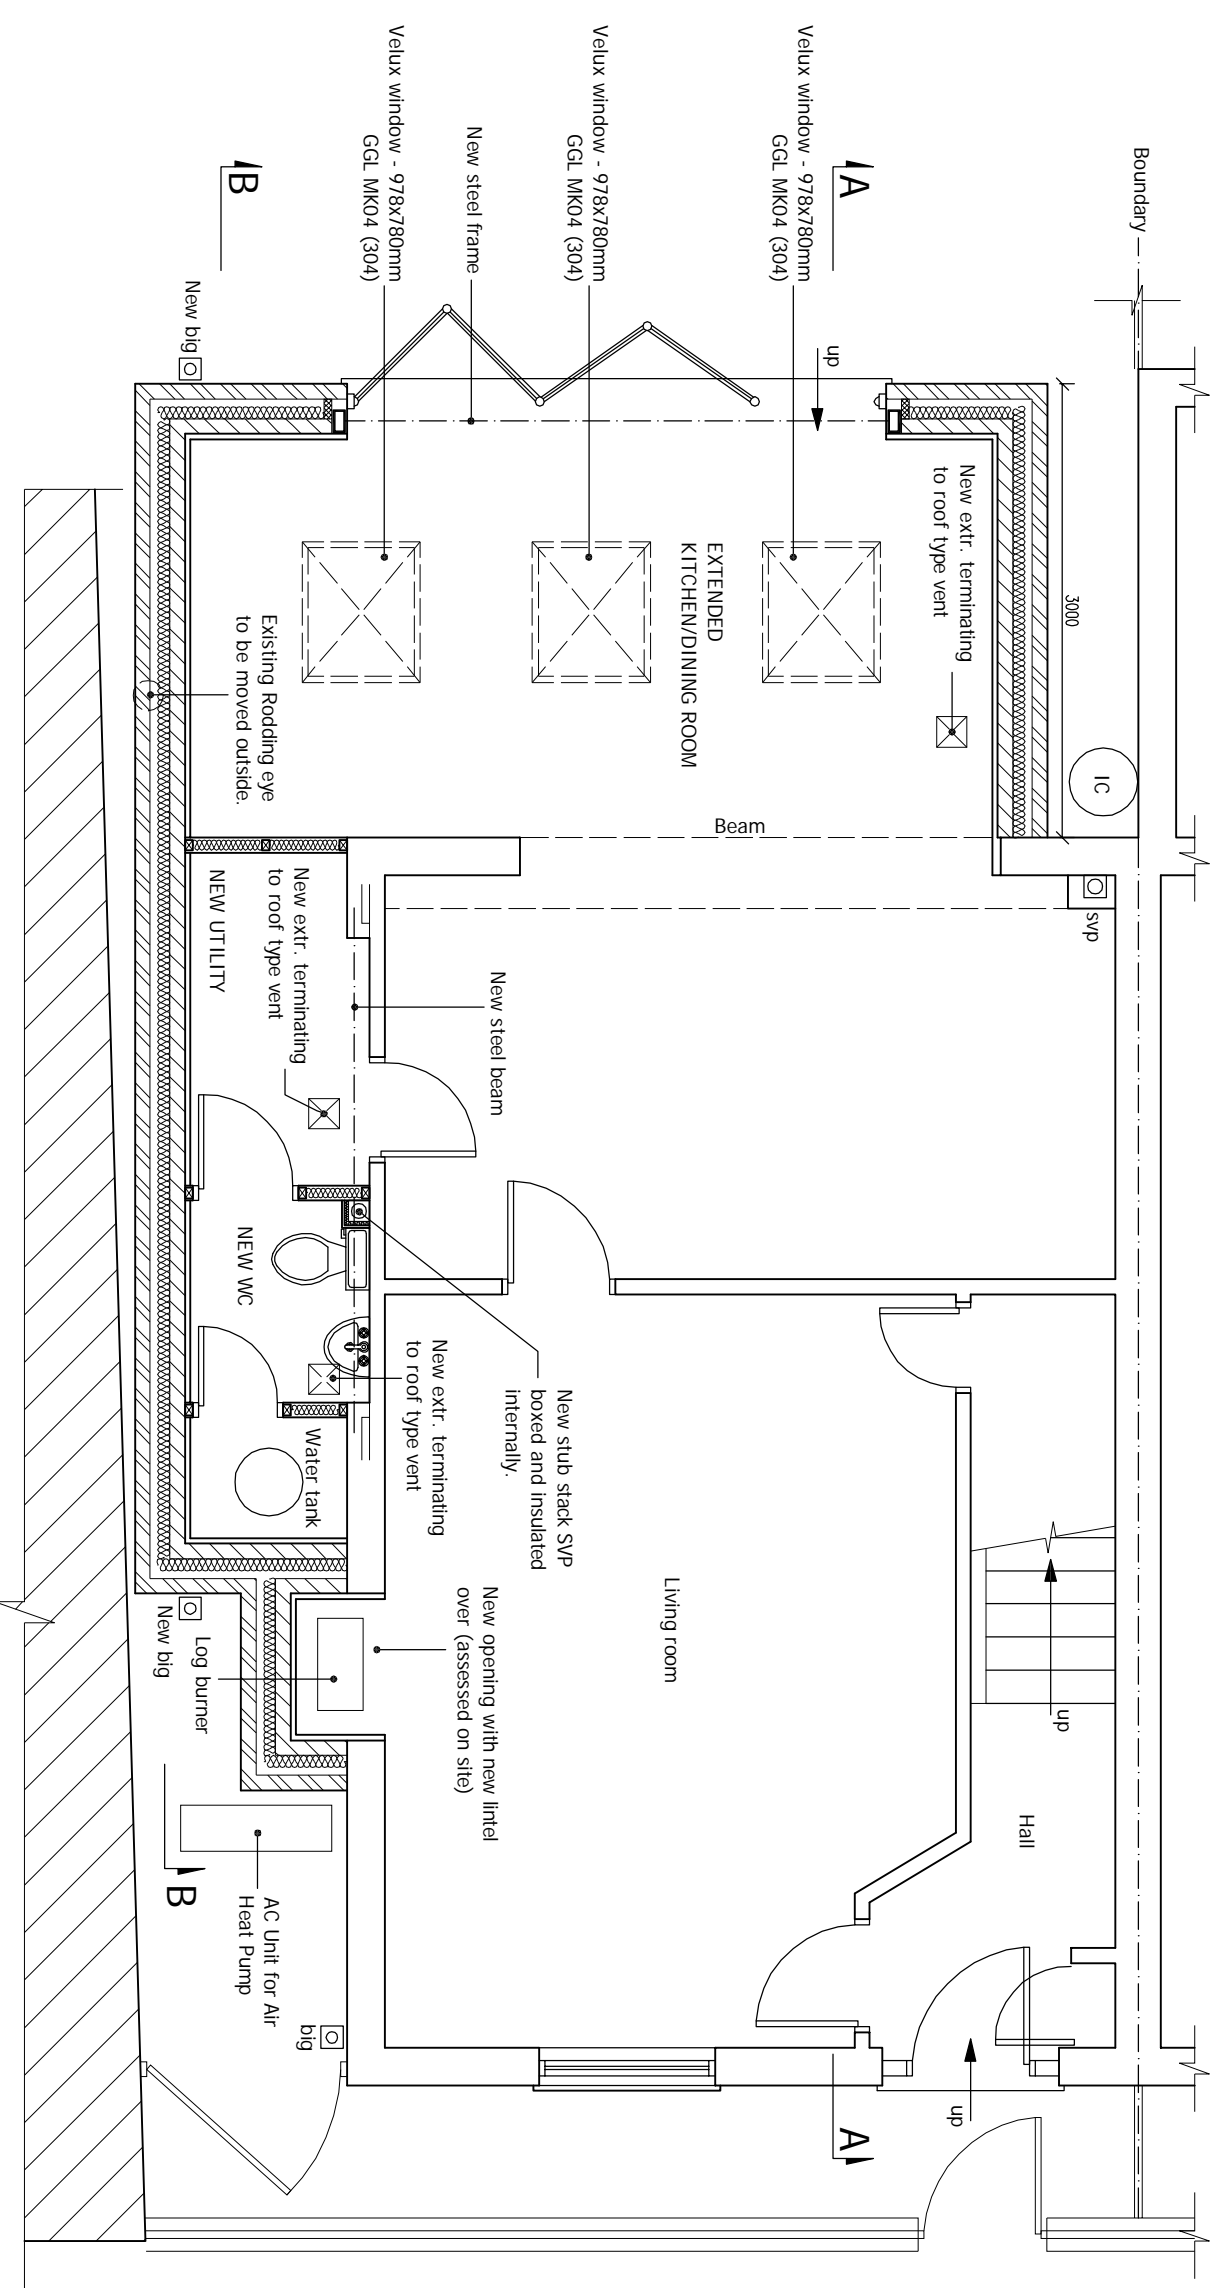 Boundary
A
Velux window - 978x780mm
GGL MK04 (304)
Velux window - 978x780mm
GGL MK04 (304)
New steel frame
Velux window - 978x780mm
GGL MK04 (304)
B
New big
up
New extr. terminating
to roof type vent
3000
IC
EXTENDED
KITCHEN/DINING ROOM
Existing Rodding eye
to be moved outside.
Beam
svp
New steel beam
New extr. terminating
to roof type vent
NEW UTILITY
NEW WC
New extr. terminating
to roof type vent
New stub stack SVP
boxed and insulated
internally.
Water tank
Living room
up
Hall
New opening with new lintel
over (assessed on site)
Log burner
New big
B
AC Unit for Air
Heat Pump
big
up
A